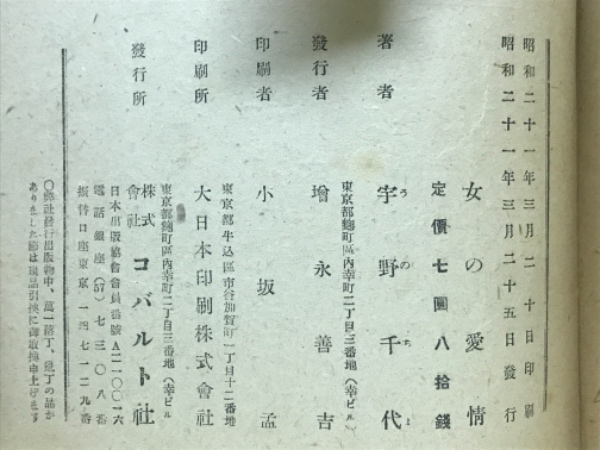 昭和二十一年三月二十日印刷
昭和二十一年三月二十五日發行
女の愛情
定價七圓八拾錢
著者 宇野千代
うのちよ
東京都麴町區內幸町二丁目三番地(幸ビル)
發行者 增永善吉
印刷者 小坂孟
東京都牛込區市谷加賀町一丁目十二番地
印刷所 大日本印刷株式會社
東京都麴町區內幸町二丁目三番地(幸ビル
發行所 株式會社 コバルト社
日本出版協會會員番號A二一〇〇一六
電話銀座(57)七三〇八番
振替口座東京一四七一二九番
〇弊社發行出版物中、萬一落丁、亂丁の品が
ありました節は現品引換に御取換申上げます